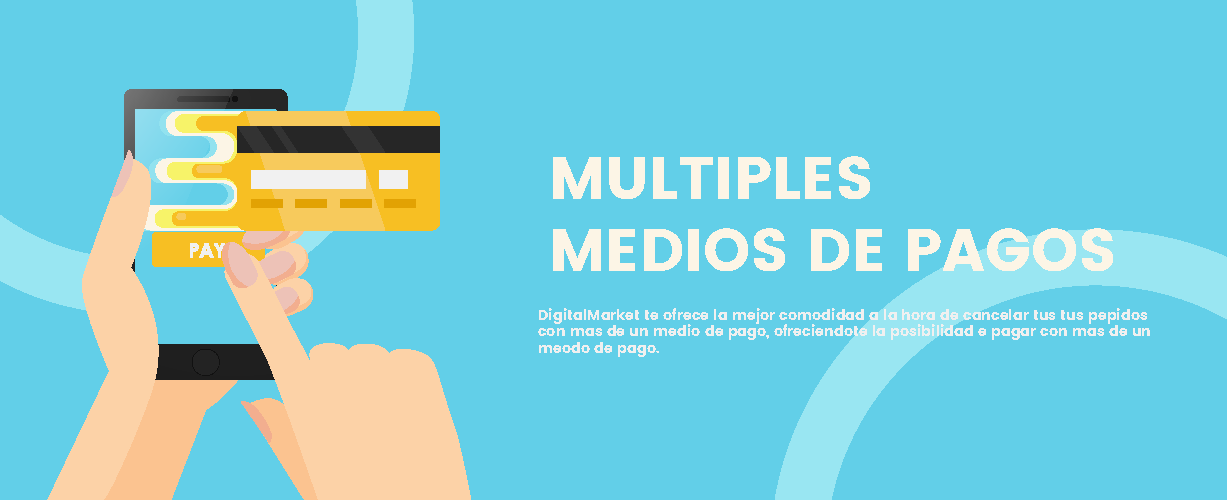 PAY
MULTIPLES
MEDIOS DE PAGOS
DigitalMarket te ofrece la mejor comodidad a la hora de cancelar tus tus pepidos
con mas de un medio de pago, ofreciendote la posibilidad e pagar con mas de un
meodo de pago.